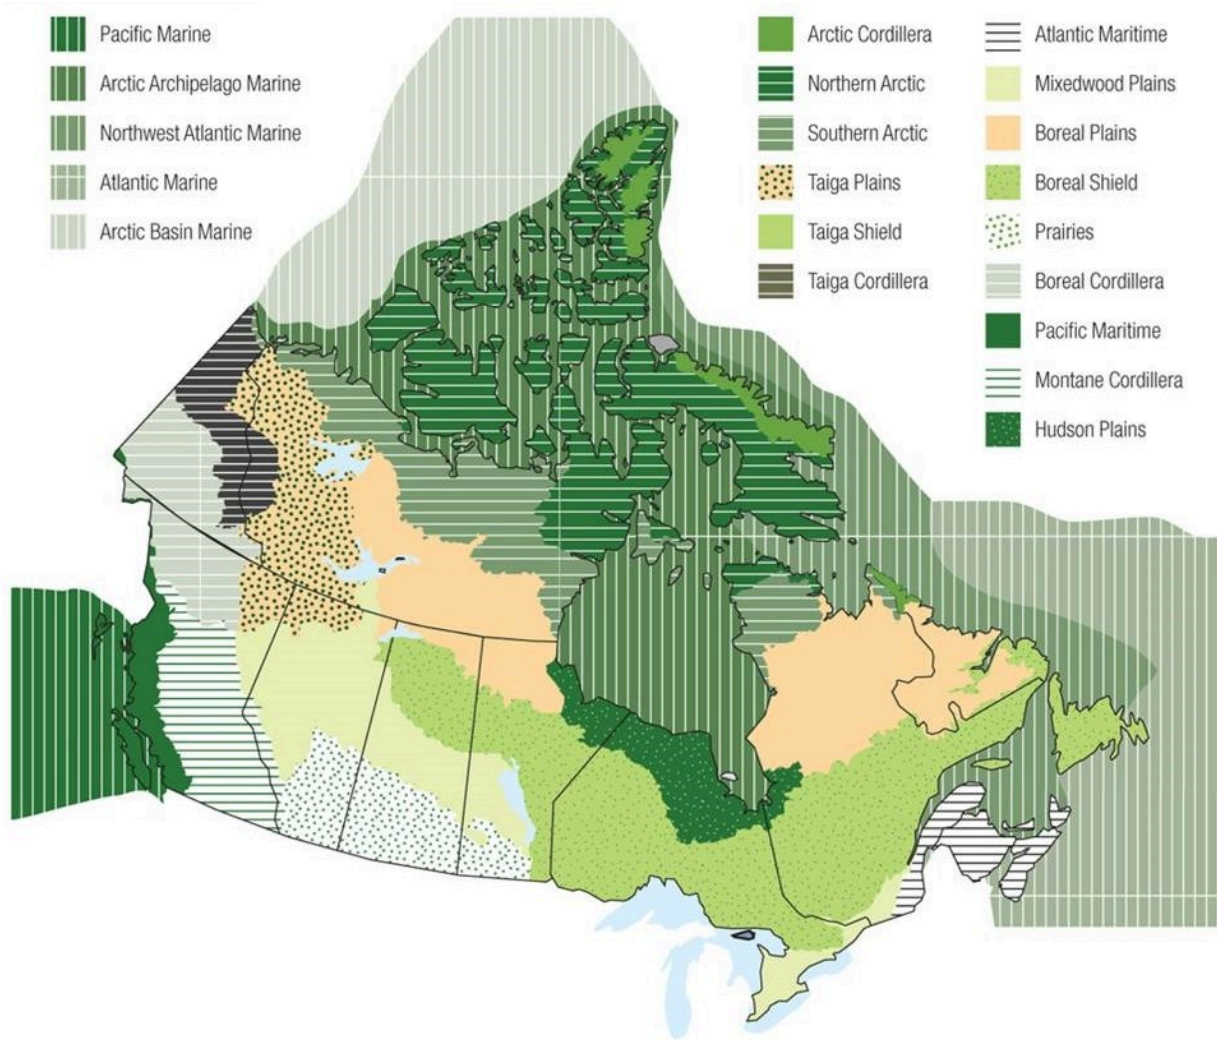 Pacific Marine
Arctic Archipelago Marine
Northwest Atlantic Marine
Atlantic Marine
Arctic Basin Marine
Arctic Cordillera
Northern Arctic
Southern Arctic
Taiga Plains
Taiga Shield
Taiga Cordillera
Atlantic Maritime
Mixedwood Plains
Boreal Plains
Boreal Shield
Prairies
Boreal Cordillera
Pacific Maritime
Montane Cordillera
Hudson Plains